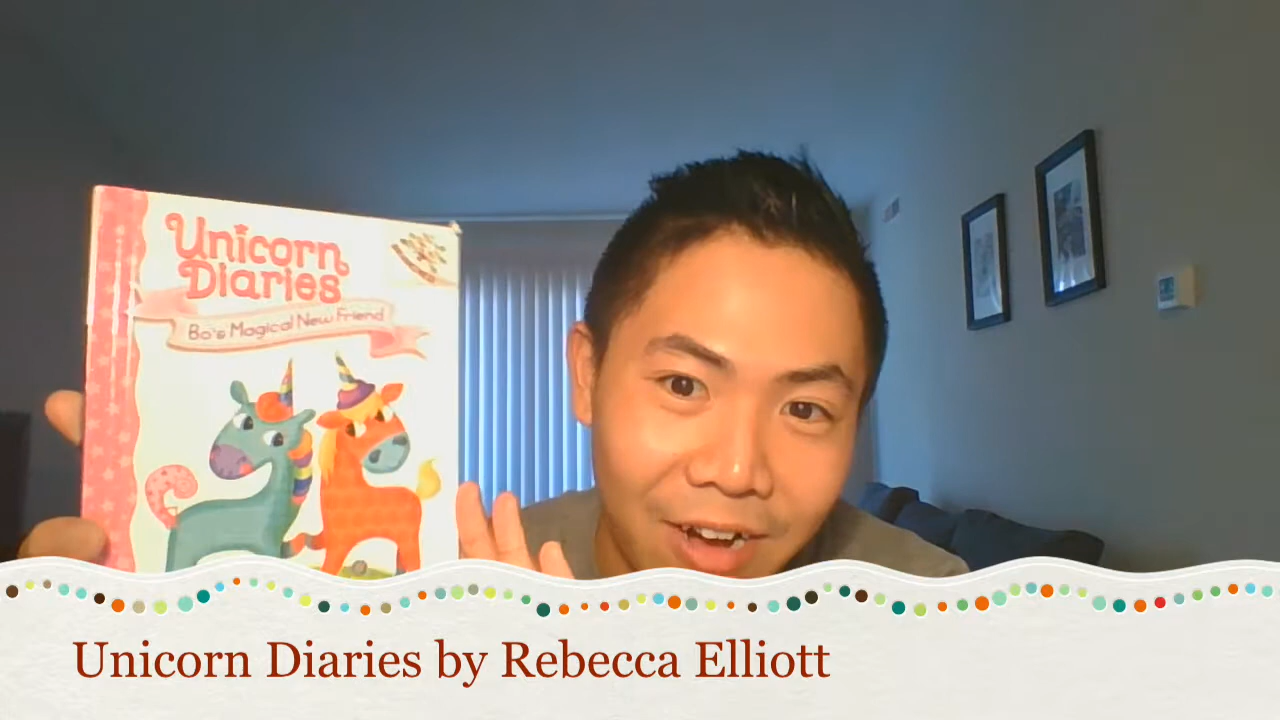 Unicorn
Diaries
Bo's Magical New Friend
Unicorn Diaries by Rebecca Elliott